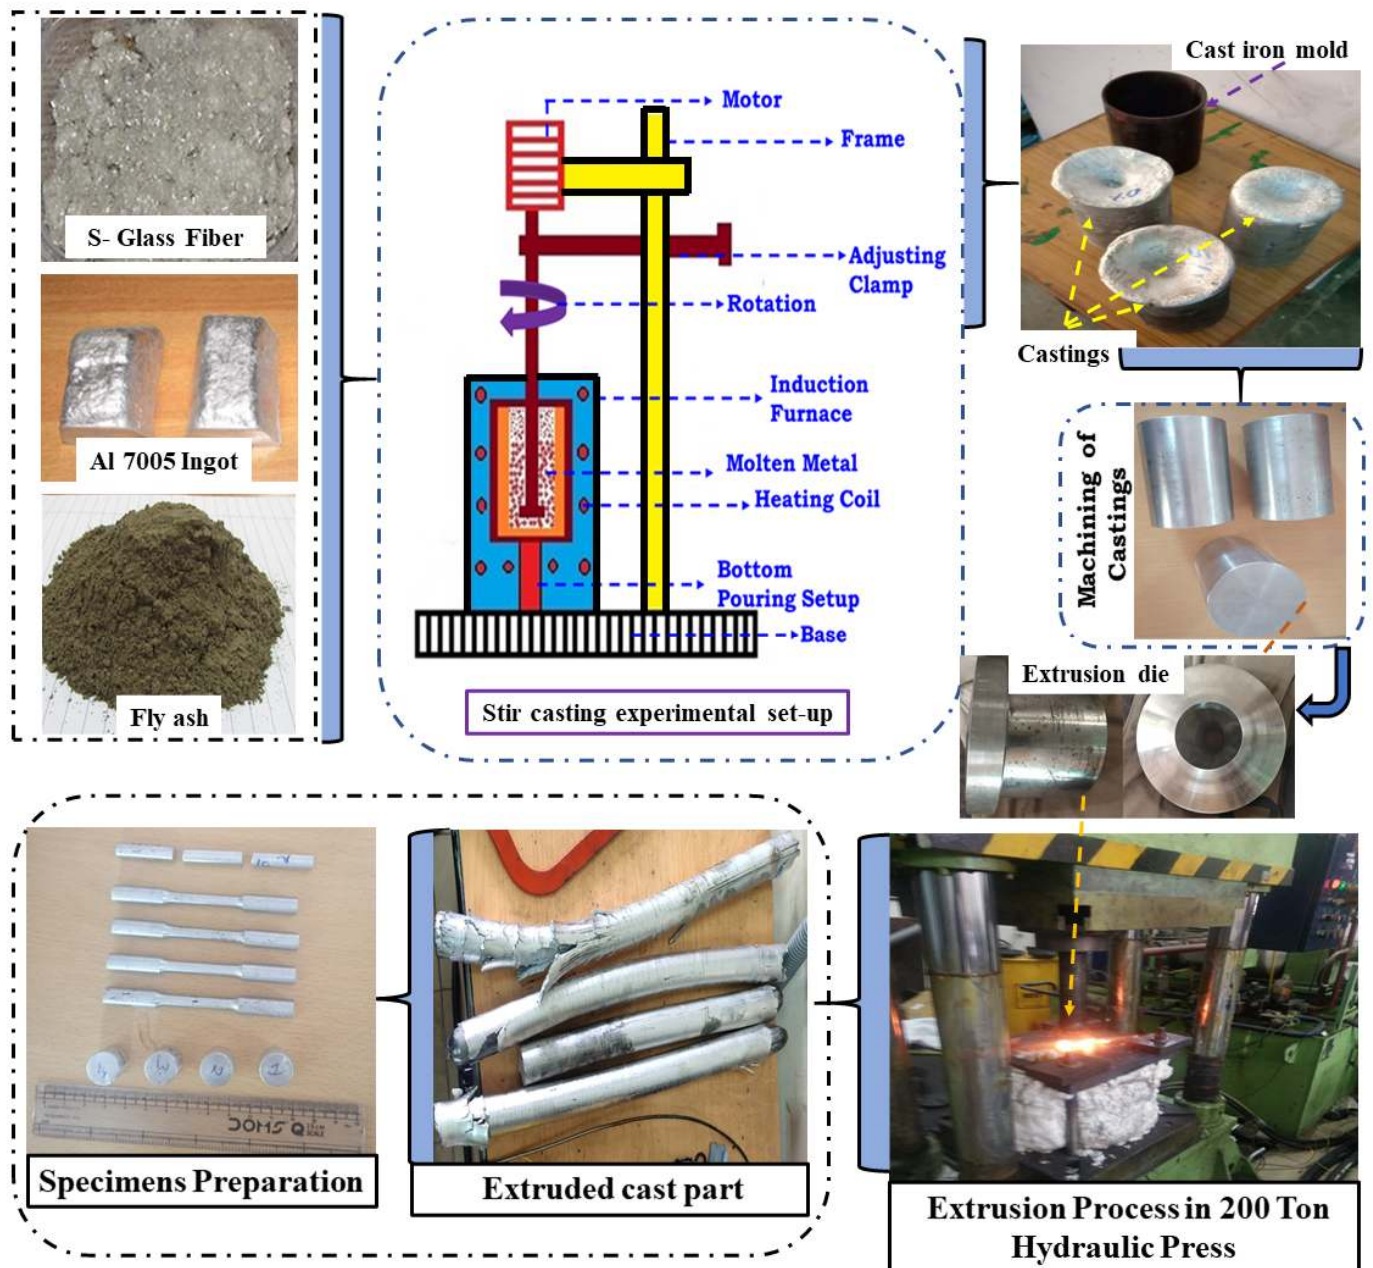 S- Glass Fiber
Al 7005 Ingot
Fly ash
Motor
Frame
Adjusting
Clamp
Rotation
Induction
Furnace
Molten Metal
Heating Coil
Bottom
Pouring Setup
Base
Stir casting experimental set-up
Cast iron mold
Castings
Machining of
Castings
Extrusion die
Extrusion Process in 200 Ton
Hydraulic Press
Extruded cast part
Specimens Preparation
DOMS